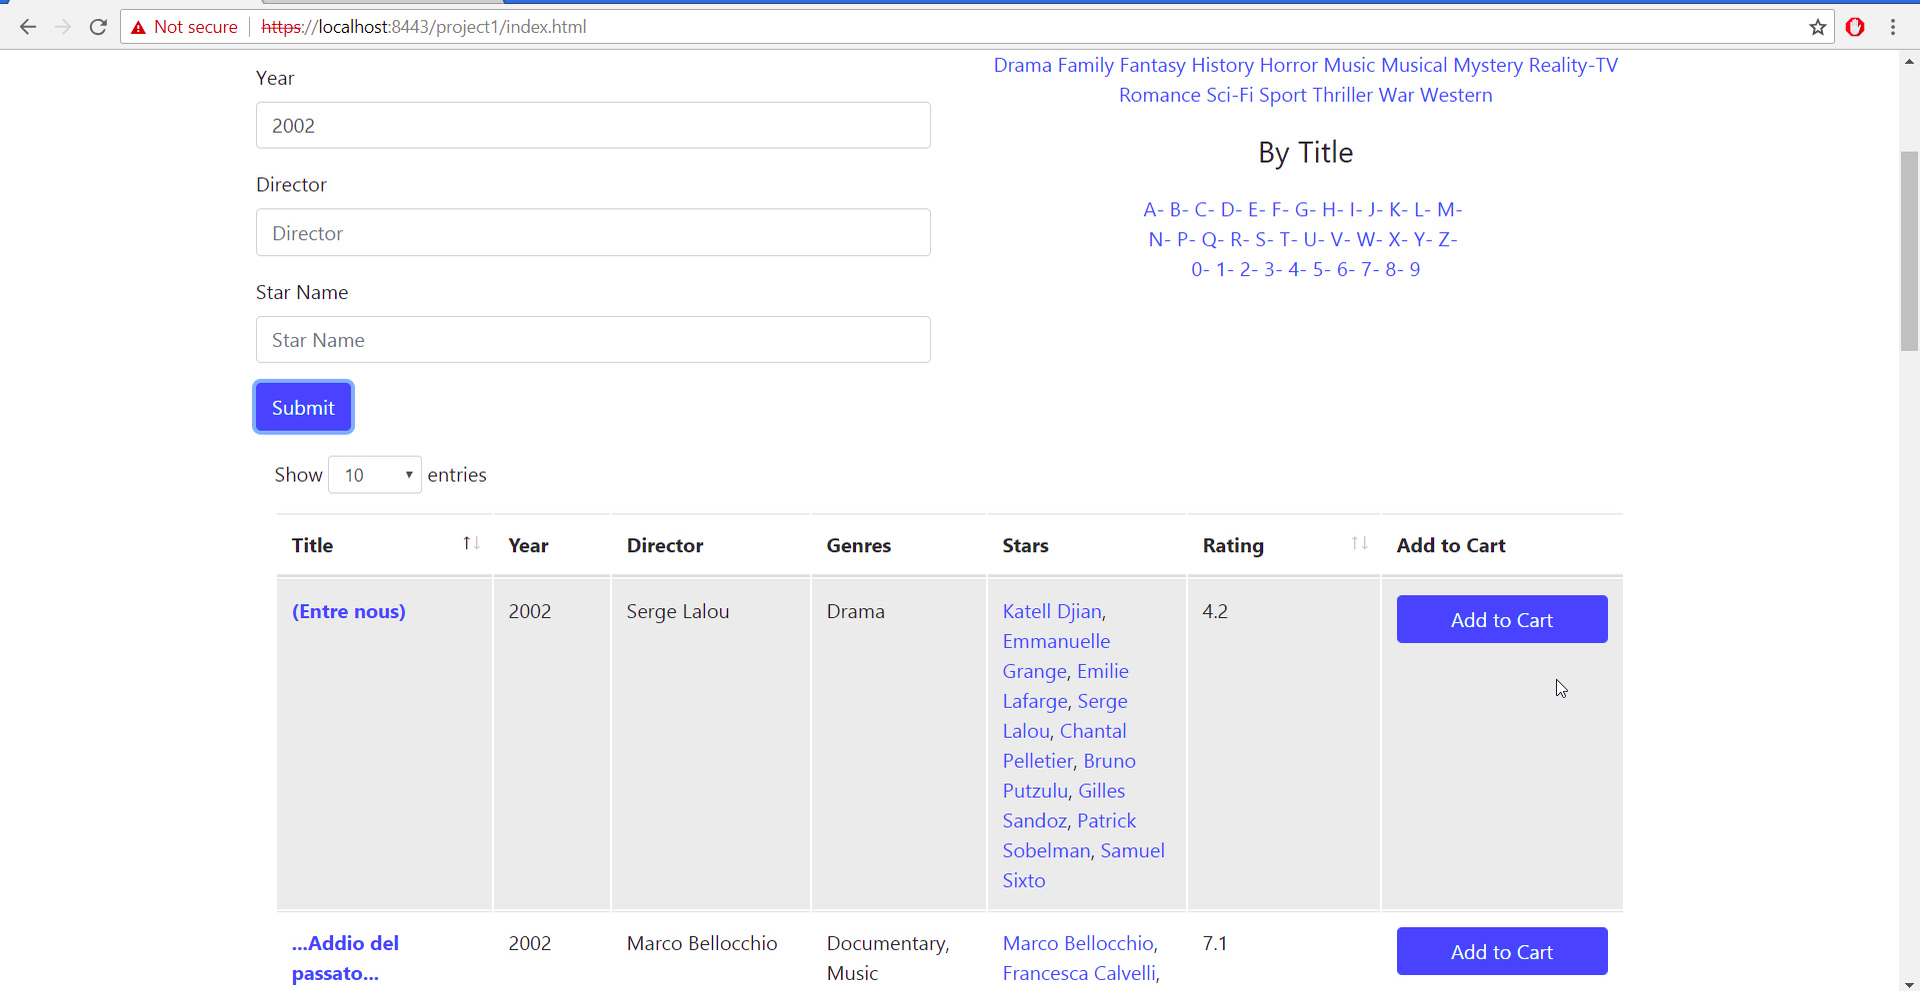 Not secure https://localhost:8443/project1/index.html
Year
2002
Director
Director
Star Name
Star Name
Submit
Drama Family Fantasy History Horror Music Musical Mystery Reality-TV
Romance Sci-Fi Sport Thriller War Western
By Title
A- B- C- D- E- F- G- H- I- J- K- L- M-
N- P- Q- R- S- T- U- V- W- X- Y- Z-
0- 1- 2- 3- 4- 5- 6- 7- 8- 9
Show 10 entries
Title Year Director Genres Stars Rating Add to Cart
(Entre nous) 2002 Serge Lalou Drama Katell Djian, 4.2 Add to Cart
Emmanuelle
Grange, Emilie
Lafarge, Serge
Lalou, Chantal
Pelletier, Bruno
Putzulu, Gilles
Sandoz, Patrick
Sobelman, Samuel
Sixto
...Addio del 2002 Marco Bellocchio Documentary, Marco Bellocchio, 7.1 Add to Cart
passato... Music Francesca Calvelli,